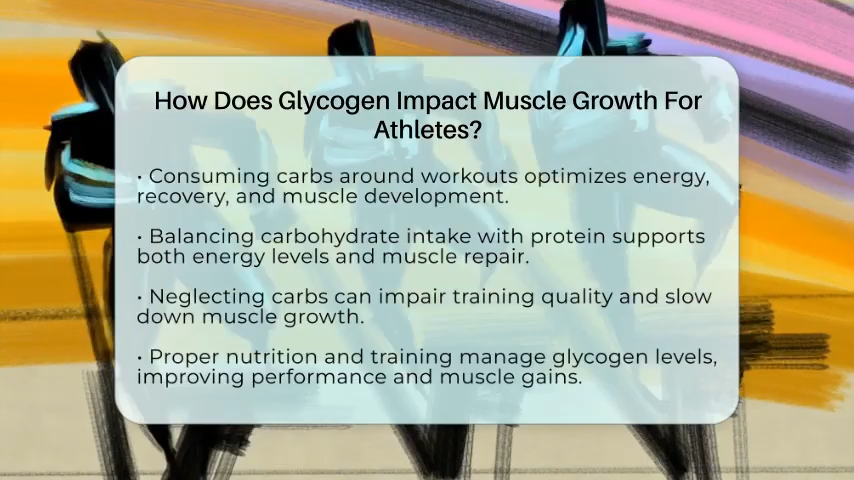 How Does Glycogen Impact Muscle Growth For
Athletes?
• Consuming carbs around workouts optimizes energy,
recovery, and muscle development.
• Balancing carbohydrate intake with protein supports
both energy levels and muscle repair.
• Neglecting carbs can impair training quality and slow
down muscle growth.
• Proper nutrition and training manage glycogen levels,
improving performance and muscle gains.